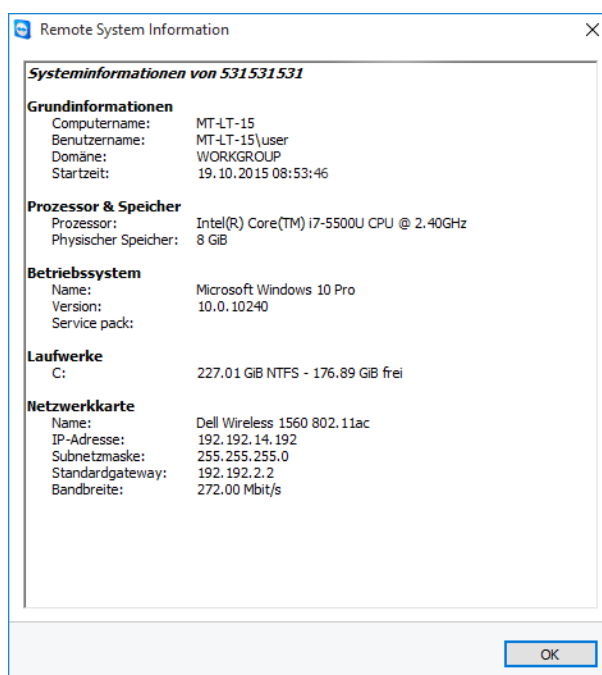 Remote System Information
Systeminformationen von 531531531
Grundinformationen
Computername: MT-LT-15
Benutzername: MT-LT-15\user
Domäne: WORKGROUP
Startzeit: 19.10.2015 08:53:46
Prozessor & Speicher
Prozessor: Intel(R) Core(TM) i7-5500U CPU @ 2.40GHz
Physischer Speicher: 8 GiB
Betriebssystem
Name: Microsoft Windows 10 Pro
Version: 10.0.10240
Service pack:
Laufwerke
C: 227.01 GiB NTFS - 176.89 GiB frei
Netzwerkkarte
Name: Dell Wireless 1560 802.11ac
IP-Adresse: 192.192.14.192
Subnetzmaske: 255.255.255.0
Standardgateway: 192.192.2.2
Bandbreite: 272.00 Mbit/s
OK